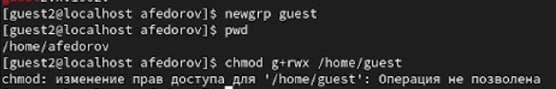 [guest2@localhost afedorov]$ newgrp guest
[guest2@localhost afedorov]$ pwd
/home/afedorov
[guest2@localhost afedorov]$ chmod g+rwx /home/guest
chmod: изменение прав доступа для '/home/guest': Операция не позволена